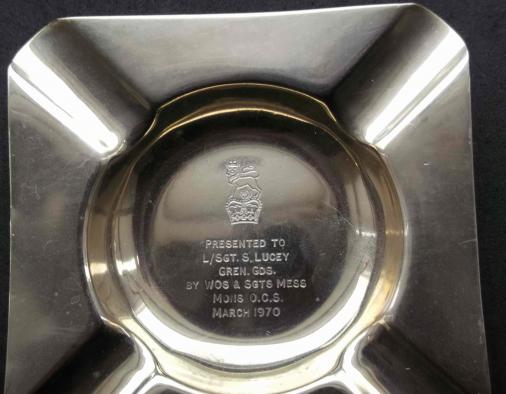 PRESENTED TO
L/SGT. S. LUCEY
GREN. GDS.
BY WOS & SGTS MESS
MONS O.C.S.
MARCH 1970